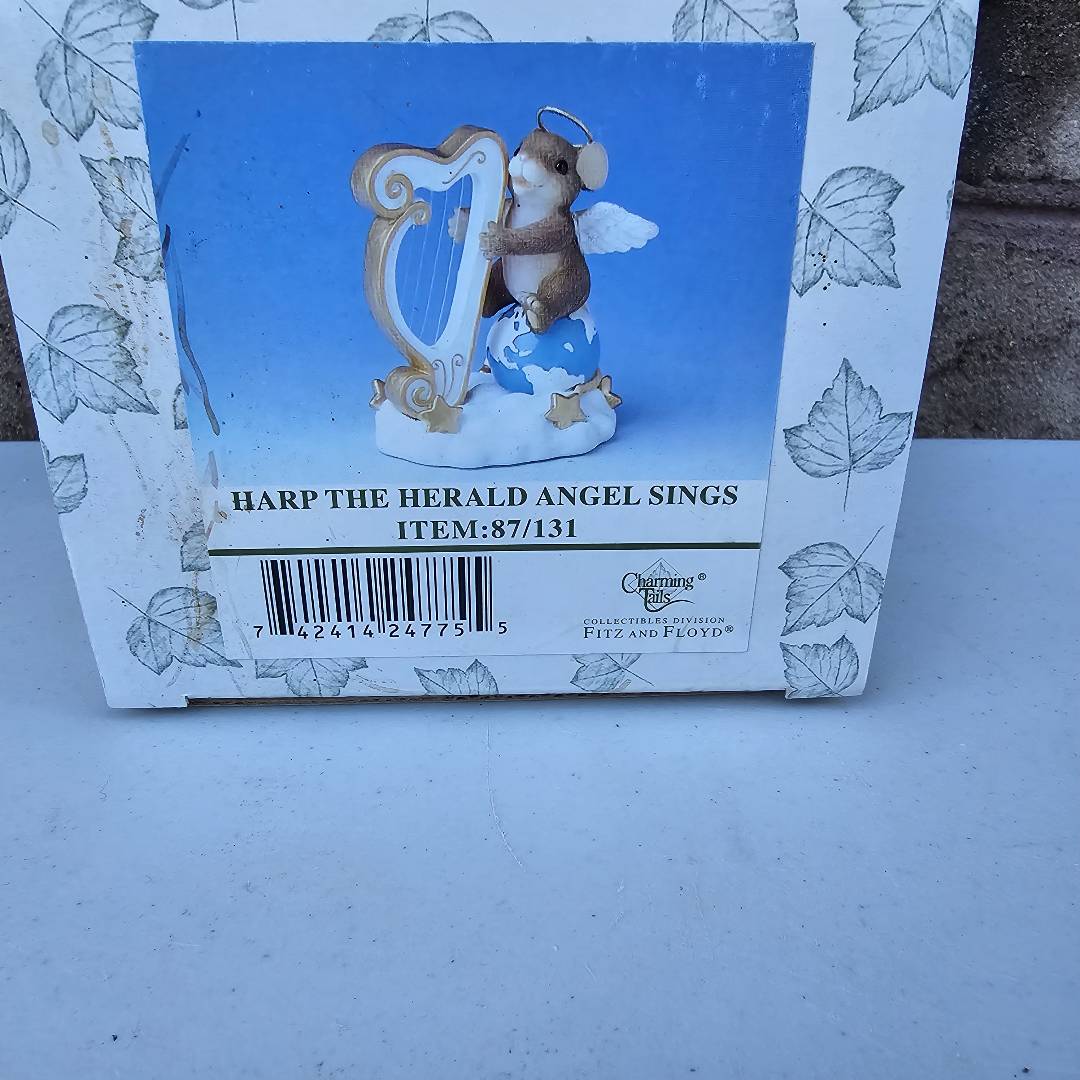 HARP THE HERALD ANGEL SINGS
ITEM:87/131
7 42414 24775 5
Charming Tails®
COLLECTIBLES DIVISION
FITZ AND FLOYD®